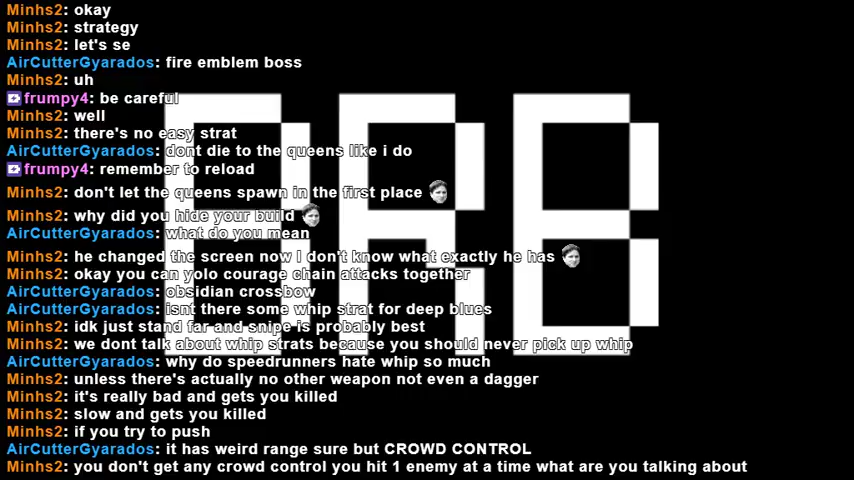 Minhs2: okay
Minhs2: strategy
Minhs2: let's se
AirCutterGyarados: fire emblem boss
Minhs2: uh
frumpy4: be careful
Minhs2: well
Minhs2: there's no easy strat
AirCutterGyarados: dont die to the queens like i do
frumpy4: remember to reload
Minhs2: don't let the queens spawn in the first place
Minhs2: why did you hide your build
AirCutterGyarados: what do you mean
Minhs2: he changed the screen now I don't know what exactly he has
Minhs2: okay you can yolo courage chain attacks together
AirCutterGyarados: obsidian crossbow
AirCutterGyarados: isnt there some whip strat for deep blues
Minhs2: idk just stand far and snipe is probably best
Minhs2: we dont talk about whip strats because you should never pick up whip
AirCutterGyarados: why do speedrunners hate whip so much
Minhs2: unless there's actually no other weapon not even a dagger
Minhs2: it's really bad and gets you killed
Minhs2: slow and gets you killed
Minhs2: if you try to push
AirCutterGyarados: it has weird range sure but CROWD CONTROL
Minhs2: you don't get any crowd control you hit 1 enemy at a time what are you talking about
BRB